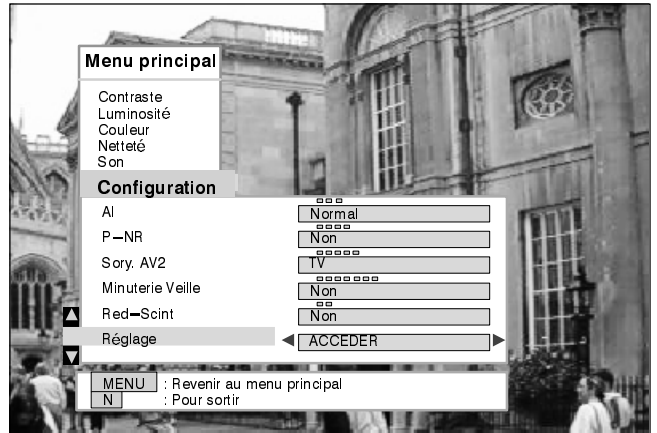 Menu principal
Contraste
Luminosité
Couleur
Netteté
Son
Configuration
AI Normal
P-NR Non
Sory. AV2 TV
Minuterie Veille Non
Red-Scint Non
Réglage ACCEDER
MENU : Revenir au menu principal
N : Pour sortir